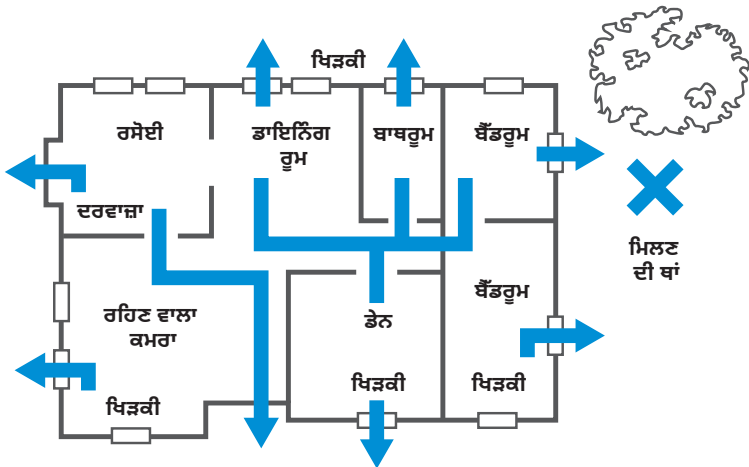 ਖਿੜਕੀ
ਰਸੋਈ
ਡਾਇਨਿੰਗ
ਰੂਮ
ਬਾਥਰੂਮ
ਬੈੱਡਰੂਮ
ਦਰਵਾਜ਼ਾ
ਮਿਲਣ
ਦੀ ਥਾਂ
ਰਹਿਣ ਵਾਲਾ
ਕਮਰਾ
ਡੇਨ
ਬੈੱਡਰੂਮ
ਖਿੜਕੀ
ਖਿੜਕੀ
ਖਿੜਕੀ